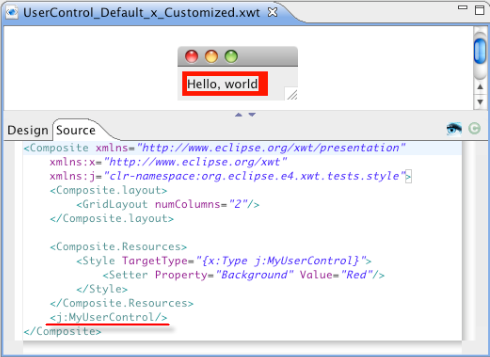 UserControl_Default_x_Customized.xwt
Hello, world
Design Source
<Composite xmlns="http://www.eclipse.org/xwt/presentation"
xmlns:x="http://www.eclipse.org/xwt"
xmlns:j="clr-namespace:org.eclipse.e4.xwt.tests.style">
<Composite.layout>
<GridLayout numColumns="2"/>
</Composite.layout>
<Composite.Resources>
<Style TargetType="{x:Type j:MyUserControl}">
<Setter Property="Background" Value="Red"/>
</Style>
</Composite.Resources>
<j:MyUserControl/>
</Composite>